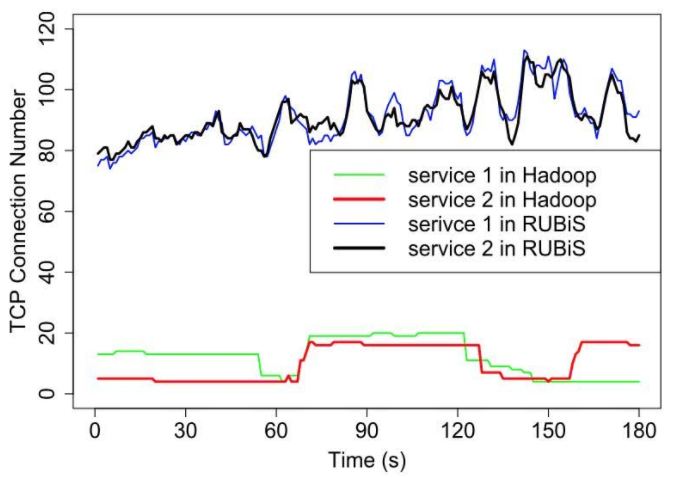 TCP Connection Number
120
100
80
60
40
20
0
service 1 in Hadoop
service 2 in Hadoop
serivce 1 in RUBiS
service 2 in RUBiS
0 30 60 90 120 150 180
Time (s)